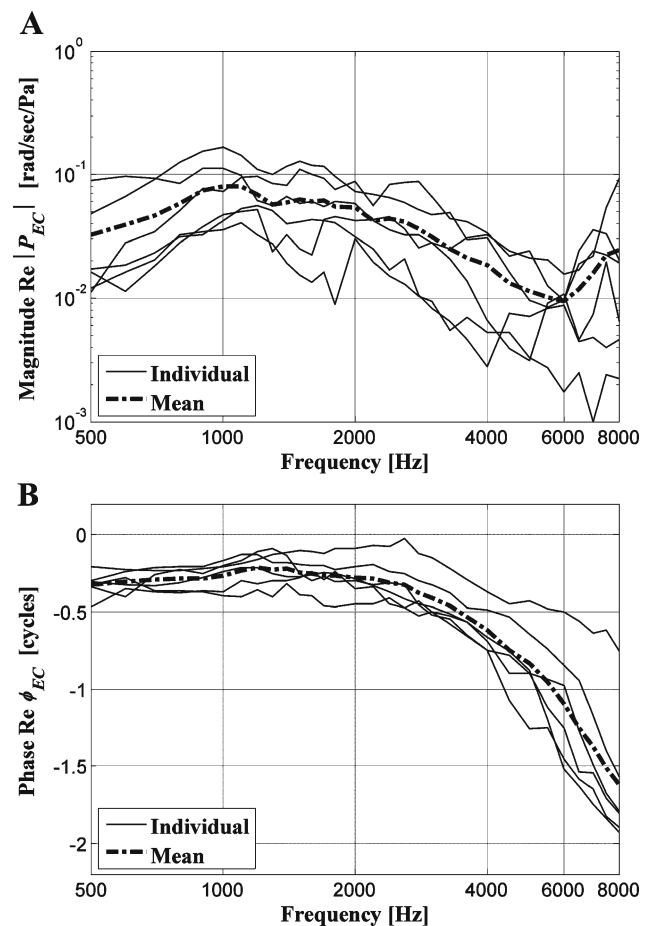 A
Magnitude Re |P_EC| [rad/sec/Pa]
10^0
10^-1
10^-2
10^-3
Individual
Mean
500 1000 2000 4000 6000 8000
Frequency [Hz]
B
Phase Re ϕ_EC [cycles]
0
-0.5
-1
-1.5
-2
Individual
Mean
500 1000 2000 4000 6000 8000
Frequency [Hz]